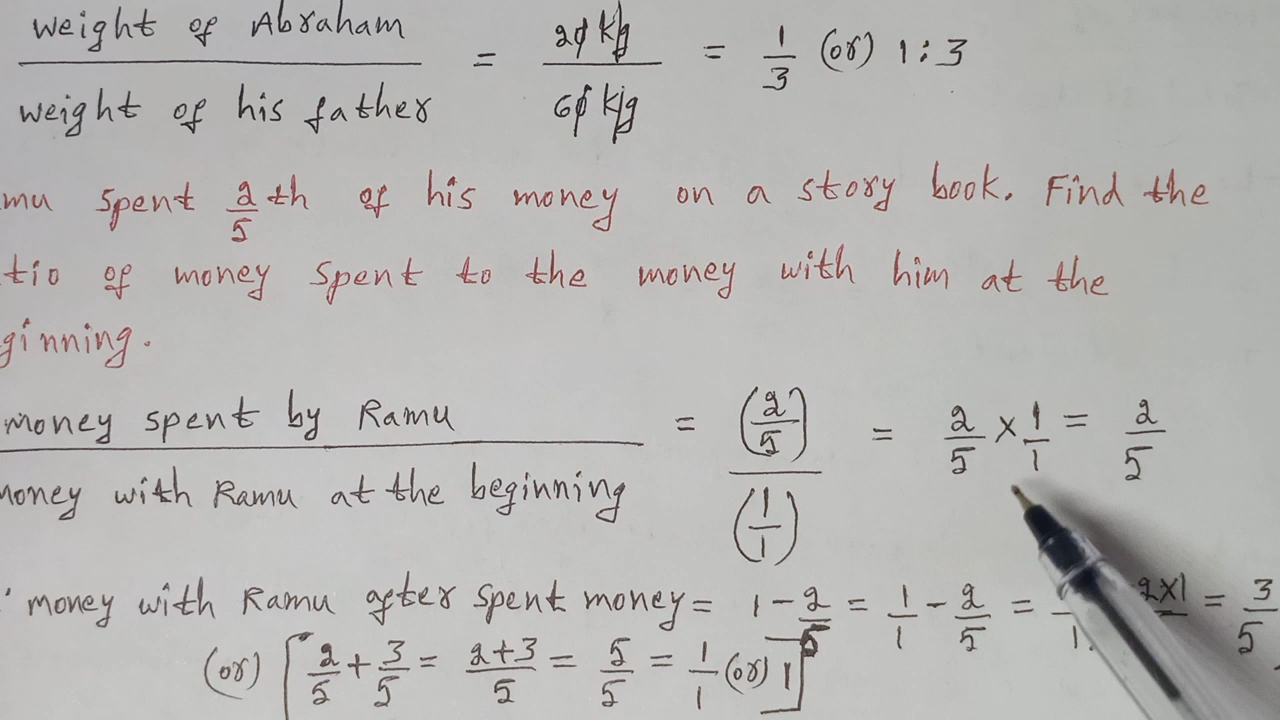 weight of Abraham / weight of his father = 20 kg / 60 kg = 1/3 (or) 1:3
mu spent 2/5 th of his money on a story book. Find the
tio of money spent to the money with him at the
ginning.
money spent by Ramu / money with Ramu at the beginning = (2/5) / (1/1) = 2/5 × 1/1 = 2/5
money with Ramu after spent money = 1 - 2/5 = 1/1 - 2/5 = 2×1 = 3/5
(or) [2/5 + 3/5 = 2+3/5 = 5/5 = 1/1 (or) 1]